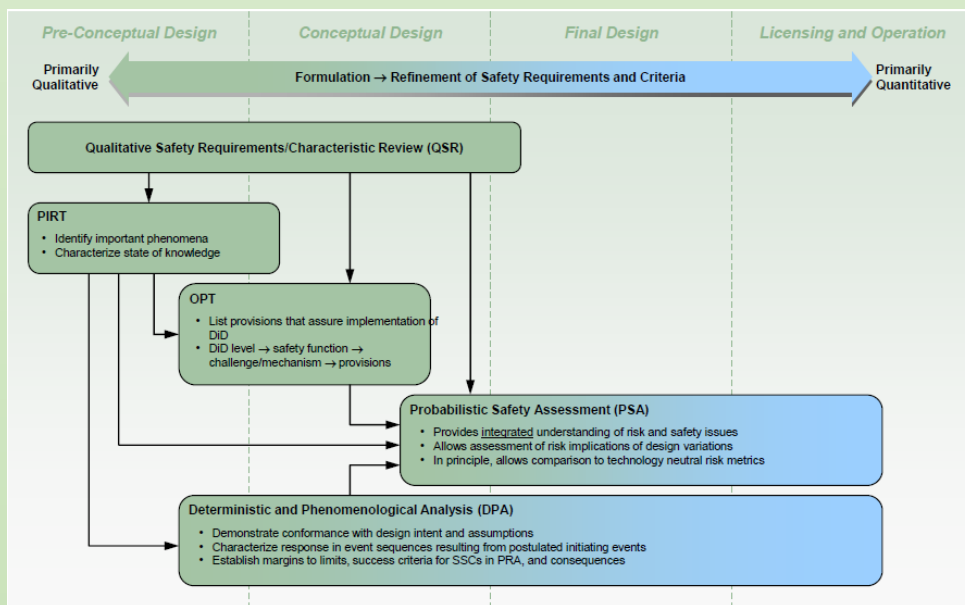 Pre-Conceptual Design
Conceptual Design
Final Design
Licensing and Operation
Primarily
Qualitative
Formulation → Refinement of Safety Requirements and Criteria
Primarily
Quantitative
Qualitative Safety Requirements/Characteristic Review (QSR)
PIRT
• Identify important phenomena
• Characterize state of knowledge
OPT
• List provisions that assure implementation of
DiD
• DiD level → safety function →
challenge/mechanism → provisions
Probabilistic Safety Assessment (PSA)
• Provides integrated understanding of risk and safety issues
• Allows assessment of risk implications of design variations
• In principle, allows comparison to technology neutral risk metrics
Deterministic and Phenomenological Analysis (DPA)
• Demonstrate conformance with design intent and assumptions
• Characterize response in event sequences resulting from postulated initiating events
• Establish margins to limits, success criteria for SSCs in PRA, and consequences